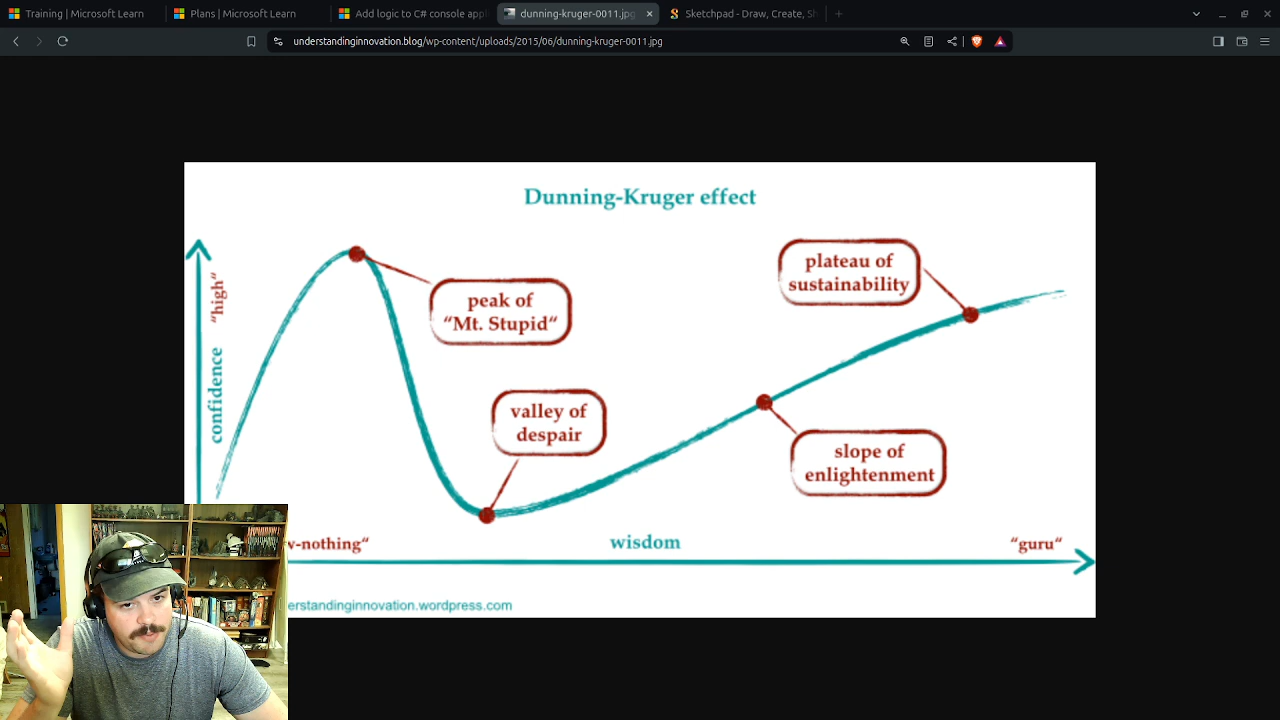 Training | Microsoft Learn
Plans | Microsoft Learn
Add logic to C# console appl
dunning-kruger-0011.jpg
Sketchpad - Draw, Create, Sh
understandinginnovation.blog/wp-content/uploads/2015/06/dunning-kruger-0011.jpg
Dunning-Kruger effect
"high"
confidence
peak of
“Mt. Stupid“
plateau of
sustainability
valley of
despair
slope of
enlightenment
w-nothing“
wisdom
“guru“
erstandinginnovation.wordpress.com